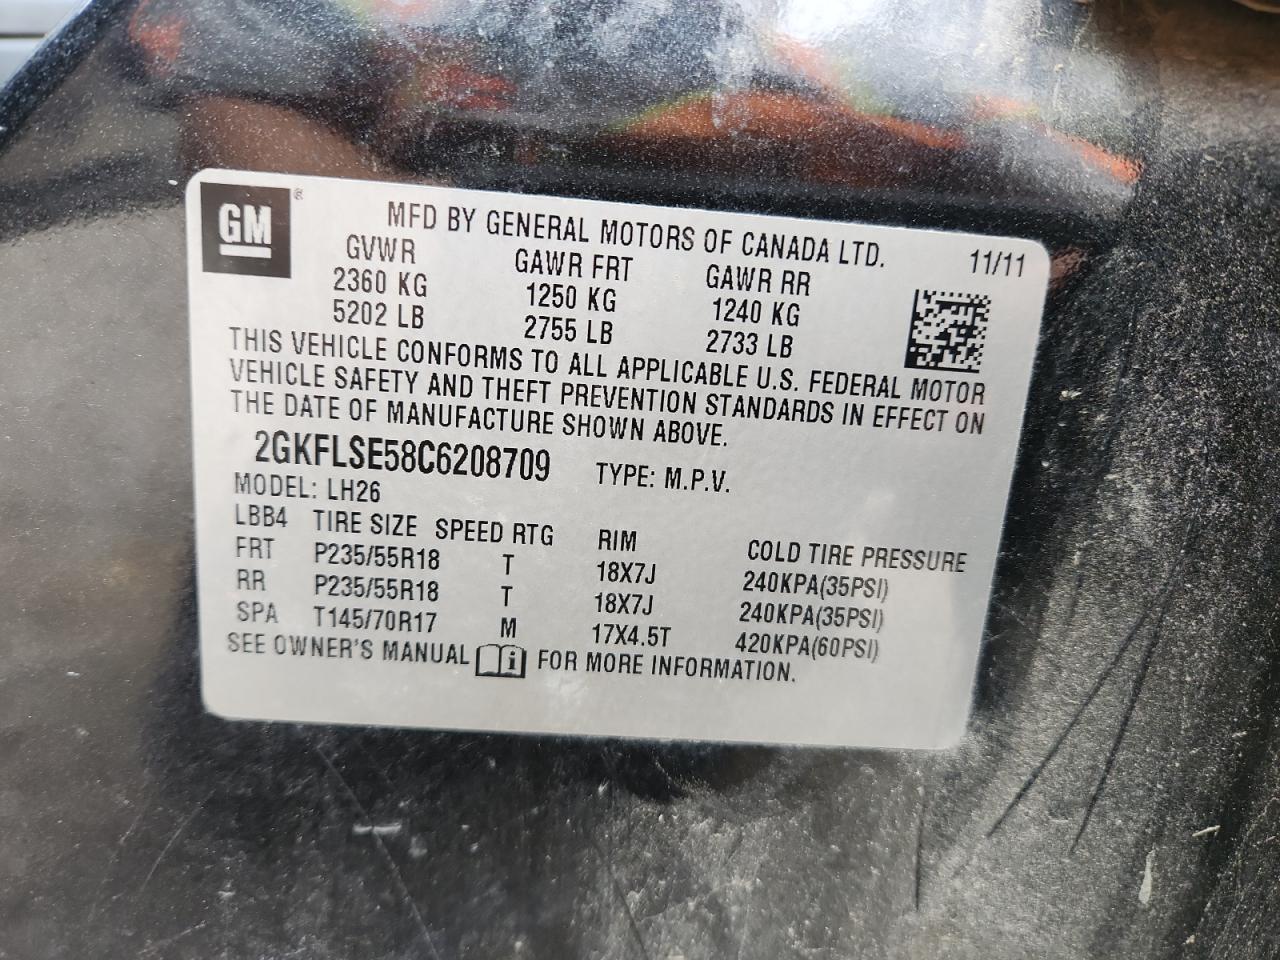 GM ®
MFD BY GENERAL MOTORS OF CANADA LTD. 11/11
GVWR GAWR FRT GAWR RR
2360 KG 1250 KG 1240 KG
5202 LB 2755 LB 2733 LB
THIS VEHICLE CONFORMS TO ALL APPLICABLE U.S. FEDERAL MOTOR
VEHICLE SAFETY AND THEFT PREVENTION STANDARDS IN EFFECT ON
THE DATE OF MANUFACTURE SHOWN ABOVE.
2GKFLSE58C6208709 TYPE: M.P.V.
MODEL: LH26
LBB4 TIRE SIZE SPEED RTG RIM COLD TIRE PRESSURE
FRT P235/55R18 T 18X7J 240KPA(35PSI)
RR P235/55R18 T 18X7J 240KPA(35PSI)
SPA T145/70R17 M 17X4.5T 420KPA(60PSI)
SEE OWNER'S MANUAL i FOR MORE INFORMATION.